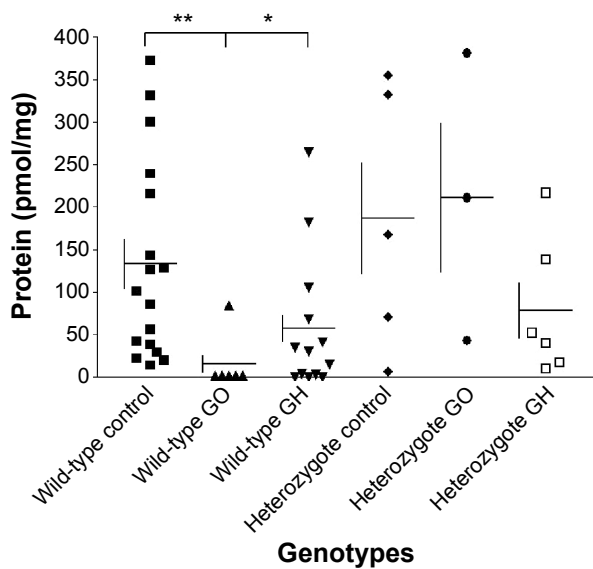 ** *
400
350
300
250
200
150
100
50
0
Protein (pmol/mg)
Wild-type control
Wild-type GO
Wild-type GH
Heterozygote control
Heterozygote GO
Heterozygote GH
Genotypes